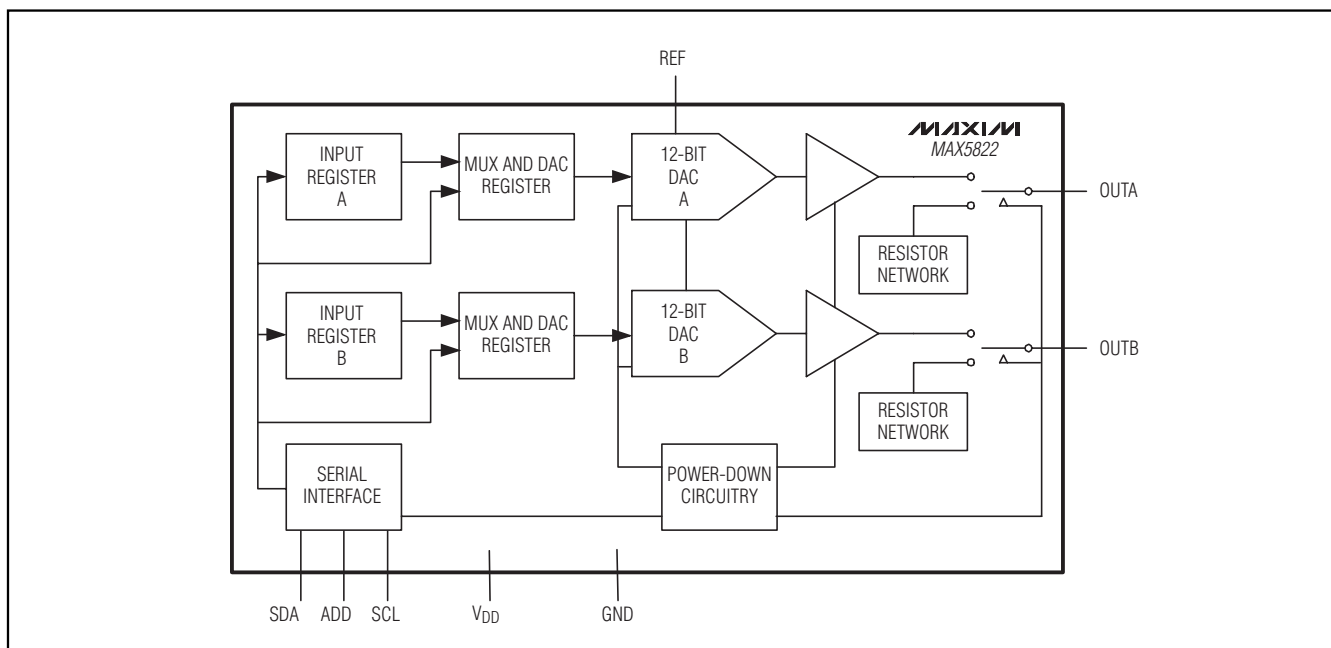 REF
MAXIM
MAX5822
INPUT
REGISTER
A
MUX AND DAC
REGISTER
12-BIT
DAC
A
OUTA
RESISTOR
NETWORK
INPUT
REGISTER
B
MUX AND DAC
REGISTER
12-BIT
DAC
B
OUTB
RESISTOR
NETWORK
SERIAL
INTERFACE
POWER-DOWN
CIRCUITRY
SDA ADD SCL VDD GND